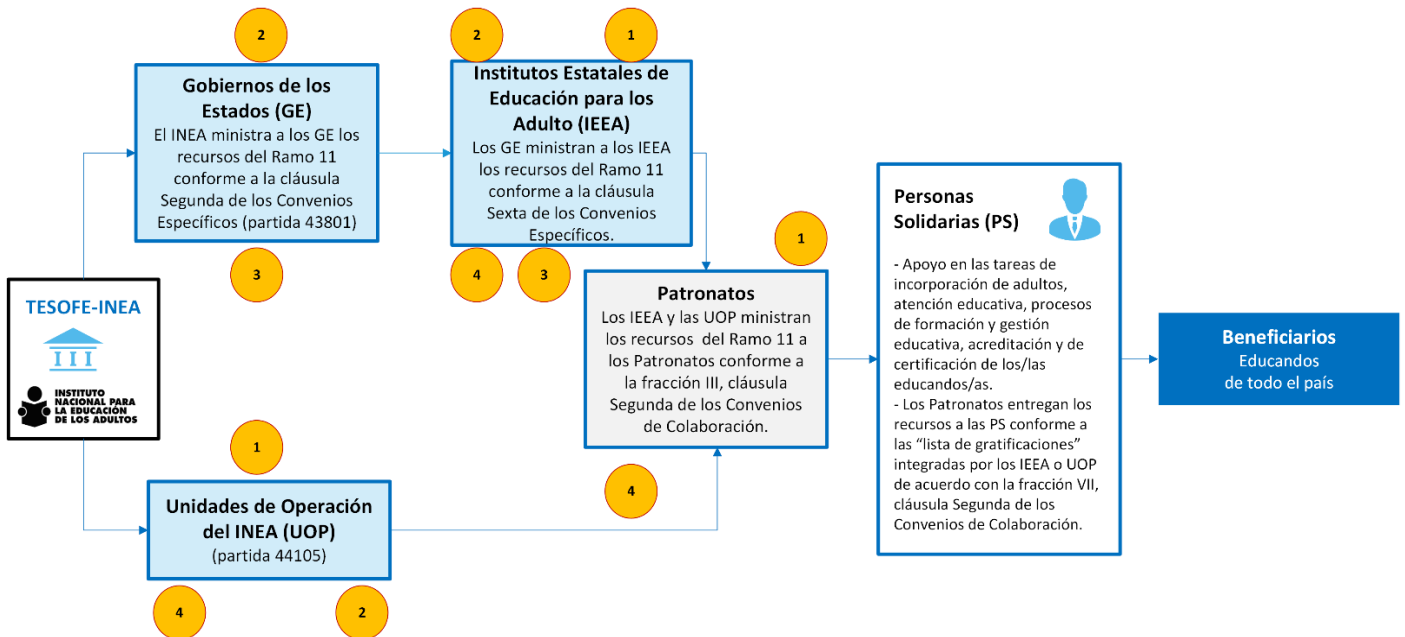 2
2
1
Gobiernos de los
Estados (GE)
El INEA ministra a los GE los
recursos del Ramo 11
conforme a la cláusula
Segunda de los Convenios
Específicos (partida 43801)
3
Institutos Estatales de
Educación para los
Adulto (IEEA)
Los GE ministran a los IEEA
los recursos del Ramo 11
conforme a la cláusula
Sexta de los Convenios
Específicos.
4
3
1
TESOFE-INEA
INSTITUTO
NACIONAL PARA
LA EDUCACIÓN
DE LOS ADULTOS
Patronatos
Los IEEA y las UOP ministran
los recursos del Ramo 11 a
los Patronatos conforme a
la fracción III, cláusula
Segunda de los Convenios
de Colaboración.
4
Personas
Solidarias (PS)
- Apoyo en las tareas de
incorporación de adultos,
atención educativa, procesos
de formación y gestión
educativa, acreditación y de
certificación de los/las
educandos/as.
- Los Patronatos entregan los
recursos a las PS conforme a
las “lista de gratificaciones”
integradas por los IEEA o UOP
de acuerdo con la fracción VII,
cláusula Segunda de los
Convenios de Colaboración.
Beneficiarios
Educandos
de todo el país
1
Unidades de Operación
del INEA (UOP)
(partida 44105)
4
2